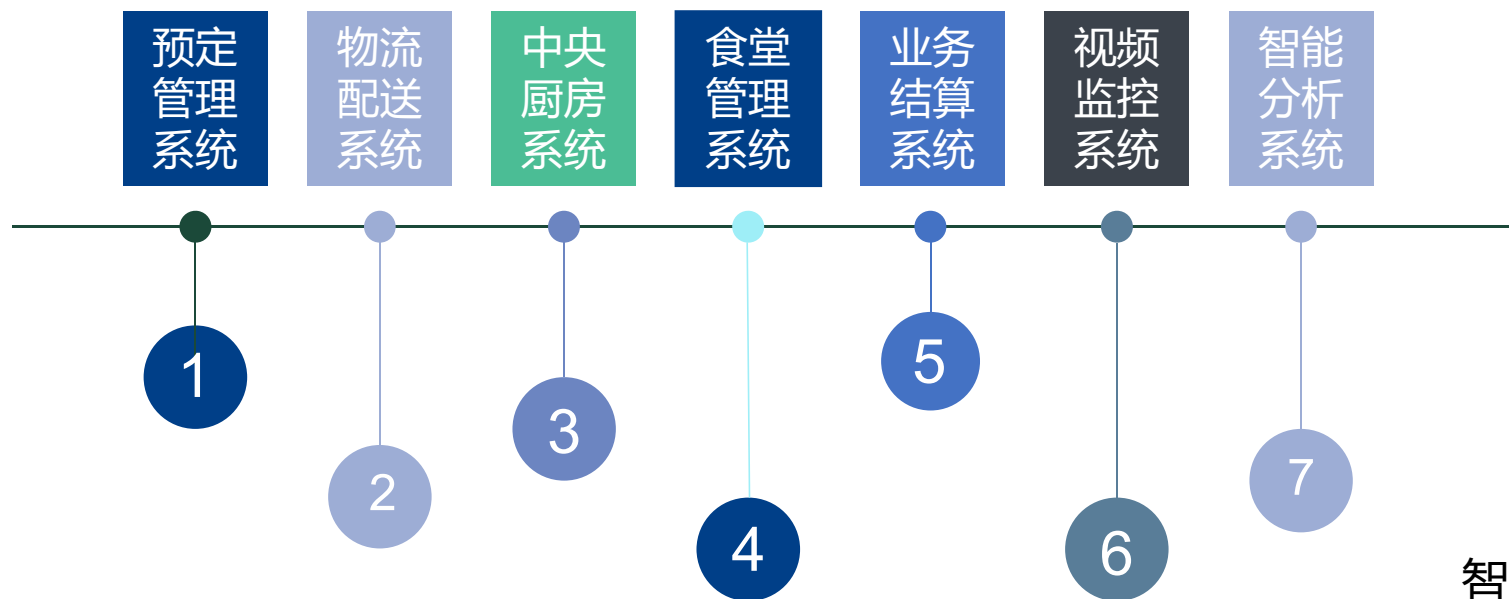 预定
管理
系统
物流
配送
系统
中央
厨房
系统
食堂
管理
系统
业务
结算
系统
视频
监控
系统
智能
分析
系统
1
2
3
4
5
6
7
智